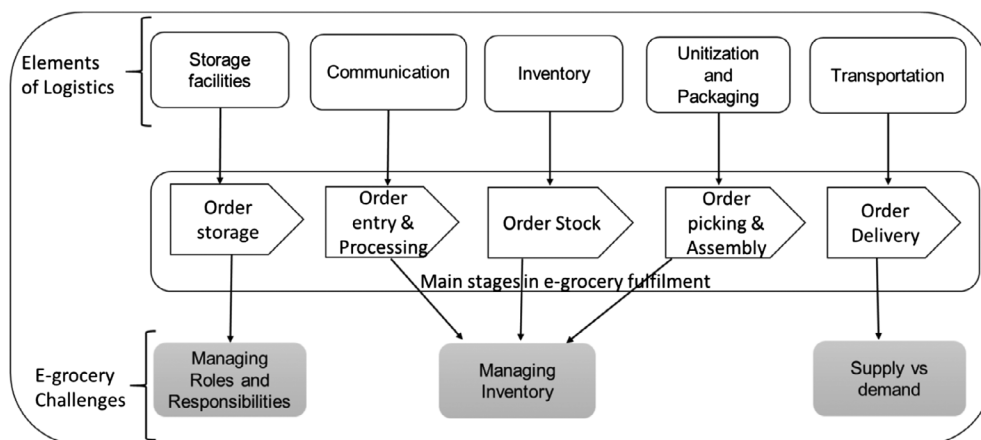 Elements
of Logistics
Storage
facilities
Communication
Inventory
Unitization
and
Packaging
Transportation
Order
storage
Order
entry &
Processing
Order Stock
Order
picking &
Assembly
Order
Delivery
Main stages in e-grocery fulfilment
E-grocery
Challenges
Managing
Roles and
Responsibilities
Managing
Inventory
Supply vs
demand